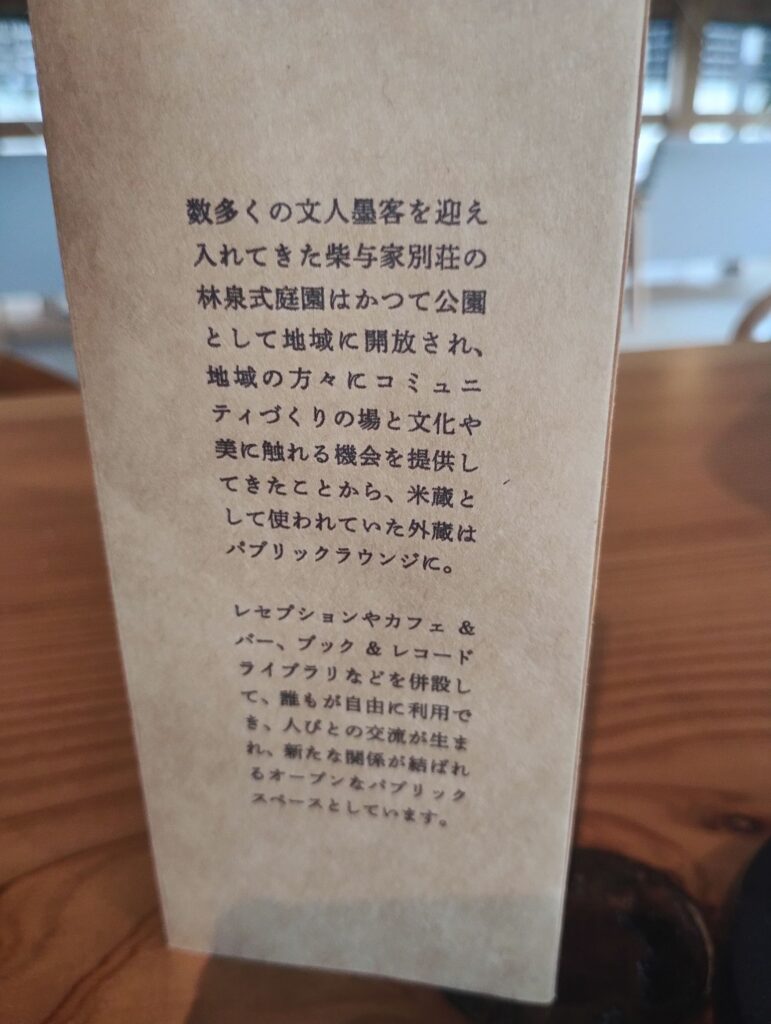 数多くの文人墨客を迎え
入れてきた柴与家別荘の
林泉式庭園はかつて公園
として地域に開放され、
地域の方々にコミュニ
ティづくりの場と文化や
美に触れる機会を提供し
てきたことから、米蔵と
して使われていた外蔵は
パブリックラウンジに。
レセプションやカフェ &
バー、ブック & レコード
ライブラリなどを併設し
て、誰もが自由に利用で
き、人びとの交流が生ま
れ、新たな関係が結ばれ
るオープンなパブリック
スペースとしています。